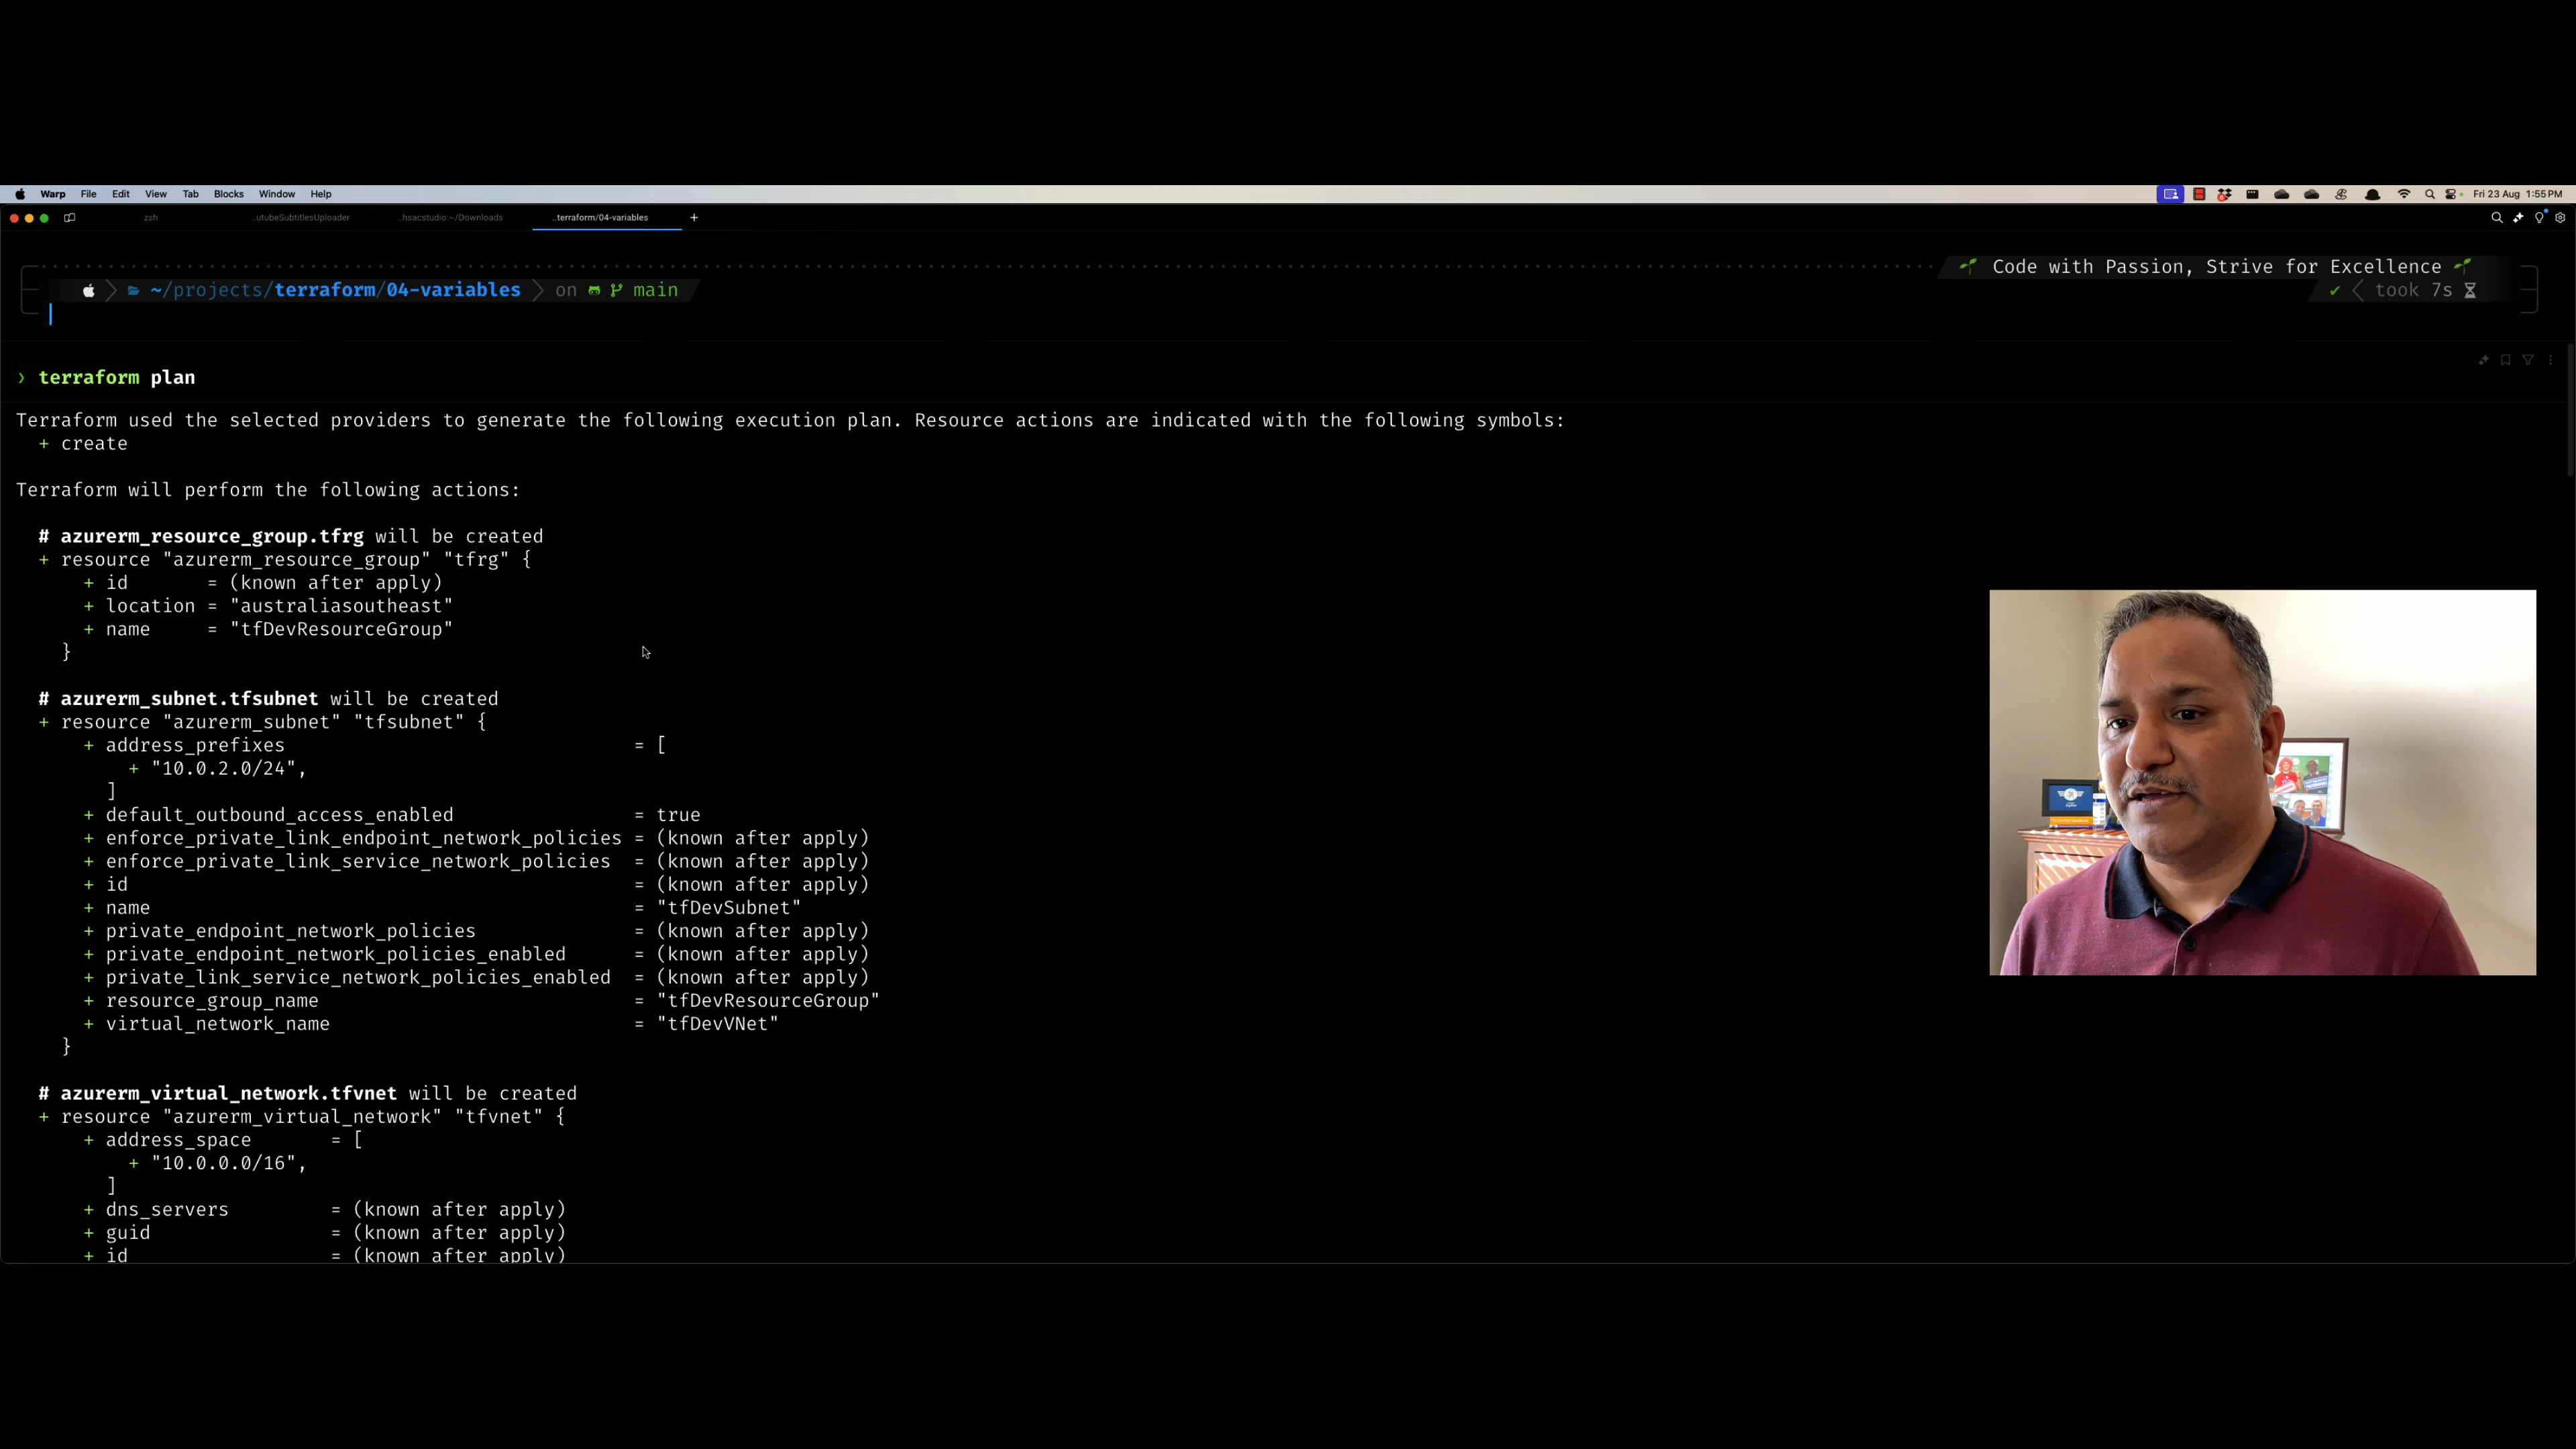 Warp File Edit View Tab Blocks Window Help
Fri 23 Aug 1:55 PM
zsh ..utubeSubtitlesUploader ..hsacstudio:~/Downloads ..terraform/04-variables +
Code with Passion, Strive for Excellence
~/projects/terraform/04-variables on main
✔ took 7s
❯ terraform plan
Terraform used the selected providers to generate the following execution plan. Resource actions are indicated with the following symbols:
+ create
Terraform will perform the following actions:
# azurerm_resource_group.tfrg will be created
+ resource "azurerm_resource_group" "tfrg" {
+ id = (known after apply)
+ location = "australiasoutheast"
+ name = "tfDevResourceGroup"
}
# azurerm_subnet.tfsubnet will be created
+ resource "azurerm_subnet" "tfsubnet" {
+ address_prefixes = [
+ "10.0.2.0/24",
]
+ default_outbound_access_enabled = true
+ enforce_private_link_endpoint_network_policies = (known after apply)
+ enforce_private_link_service_network_policies = (known after apply)
+ id = (known after apply)
+ name = "tfDevSubnet"
+ private_endpoint_network_policies = (known after apply)
+ private_endpoint_network_policies_enabled = (known after apply)
+ private_link_service_network_policies_enabled = (known after apply)
+ resource_group_name = "tfDevResourceGroup"
+ virtual_network_name = "tfDevVNet"
}
# azurerm_virtual_network.tfvnet will be created
+ resource "azurerm_virtual_network" "tfvnet" {
+ address_space = [
+ "10.0.0.0/16",
]
+ dns_servers = (known after apply)
+ guid = (known after apply)
+ id = (known after apply)